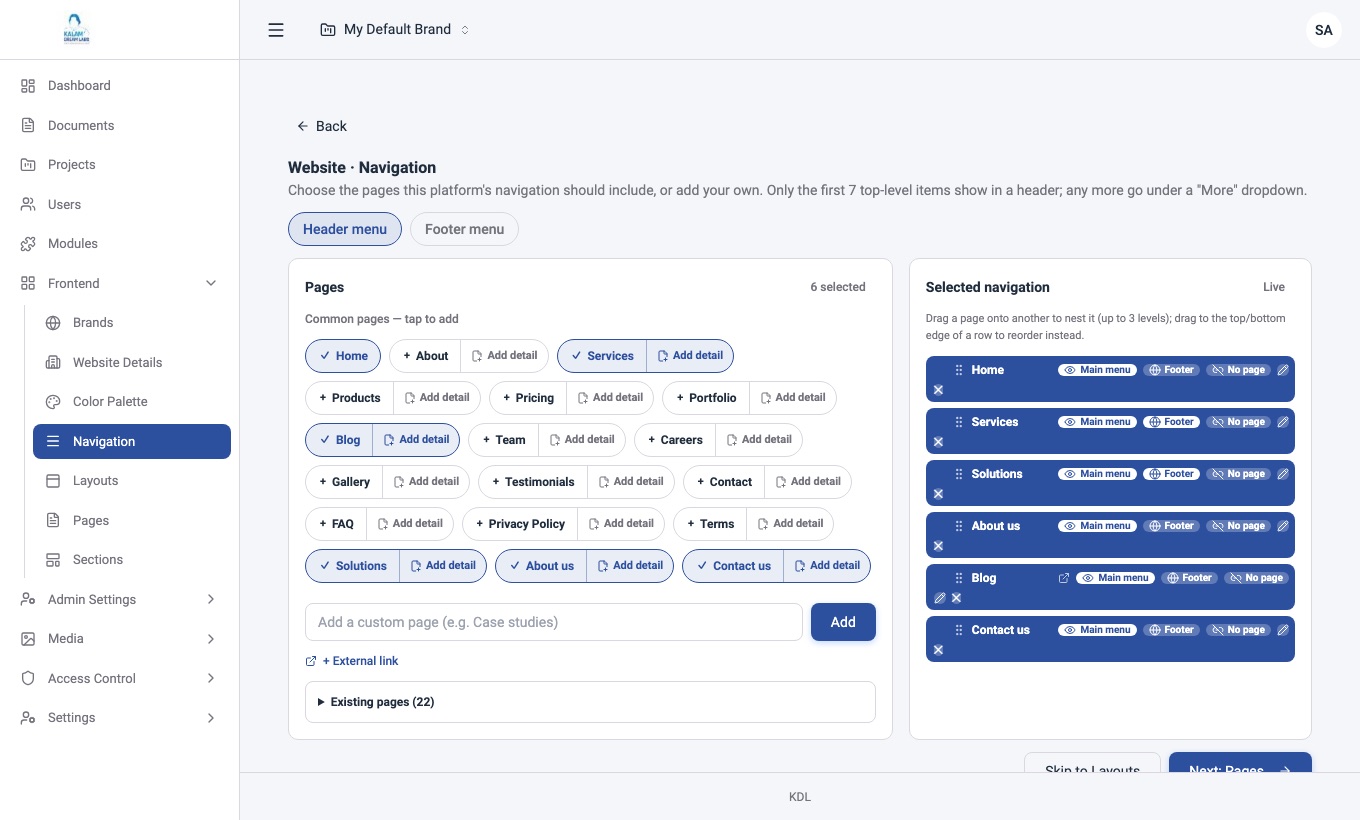 KALAM
DREAM LABS
My Default Brand
SA
Dashboard
Documents
Projects
Users
Modules
Frontend
Brands
Website Details
Color Palette
Navigation
Layouts
Pages
Sections
Admin Settings
Media
Access Control
Settings
Back
Website · Navigation
Choose the pages this platform's navigation should include, or add your own. Only the first 7 top-level items show in a header; any more go under a "More" dropdown.
Header menu Footer menu
Pages 6 selected
Common pages — tap to add
Home + About Add detail Services Add detail
+ Products Add detail + Pricing Add detail + Portfolio Add detail
Blog Add detail + Team Add detail + Careers Add detail
+ Gallery Add detail + Testimonials Add detail + Contact Add detail
+ FAQ Add detail + Privacy Policy Add detail + Terms Add detail
Solutions Add detail About us Add detail Contact us Add detail
Add a custom page (e.g. Case studies) Add
+ External link
Existing pages (22)
Selected navigation Live
Drag a page onto another to nest it (up to 3 levels); drag to the top/bottom
edge of a row to reorder instead.
Home Main menu Footer No page
Services Main menu Footer No page
Solutions Main menu Footer No page
About us Main menu Footer No page
Blog Main menu Footer No page
Contact us Main menu Footer No page
Skip to Layouts Next: Pages
KDL